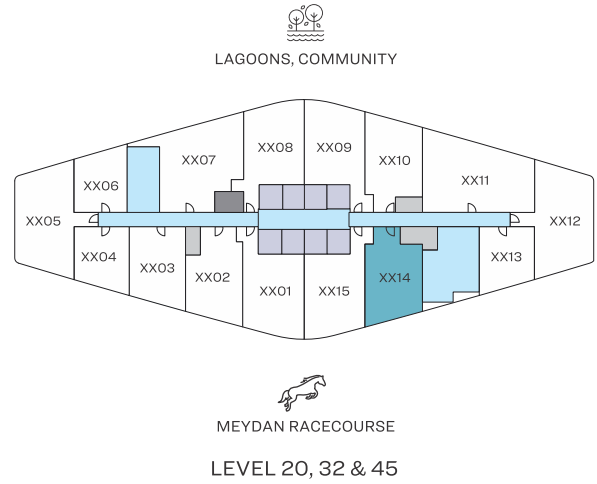 LAGOONS, COMMUNITY
XX08
XX09
XX07
XX10
XX06
XX11
XX05
XX12
XX04
XX03
XX02
XX01
XX15
XX14
XX13
MEYDAN RACECOURSE
LEVEL 20, 32 & 45